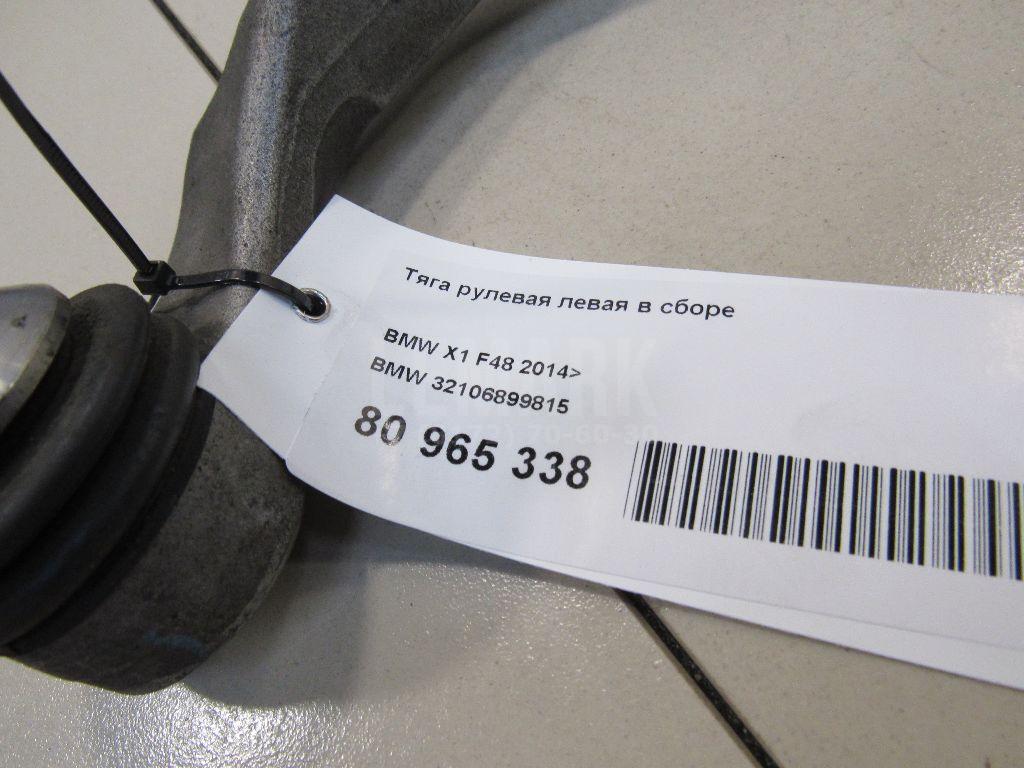 Тяга рулевая левая в сборе
BMW X1 F48 2014>
BMW 32106899815
80 965 338